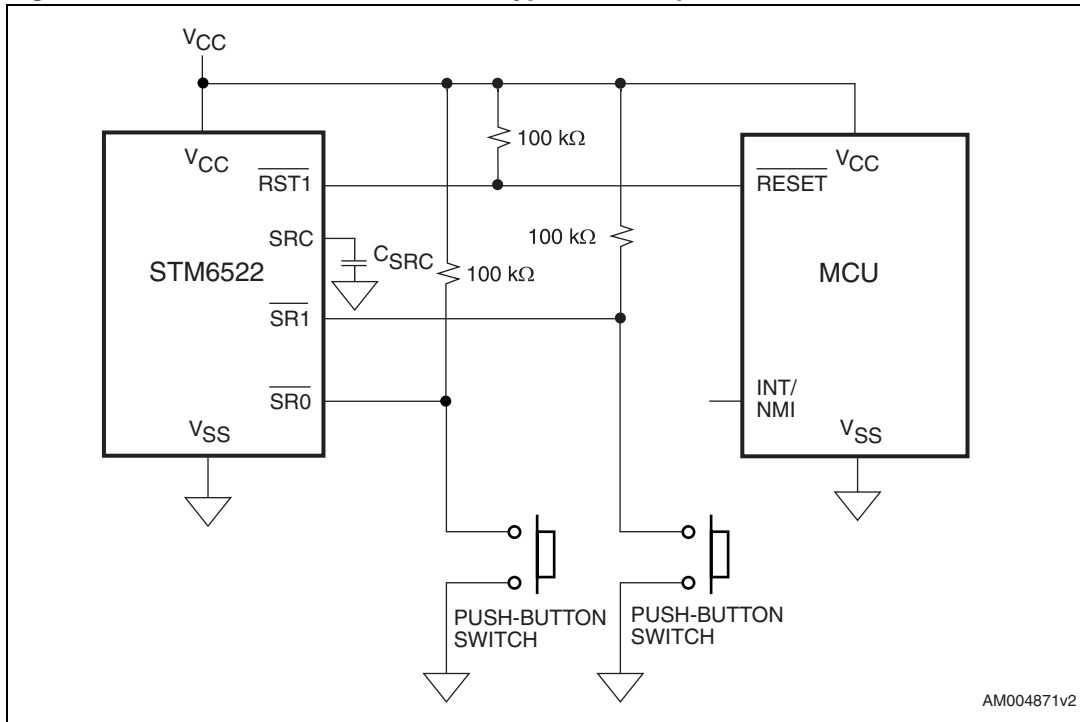 VCC
VCC
RST1
SRC
CSRC
STM6522
SR1
SR0
VSS
100 kΩ
100 kΩ
100 kΩ
VCC
RESET
MCU
INT/
NMI
VSS
PUSH-BUTTON
SWITCH
PUSH-BUTTON
SWITCH
AM004871v2